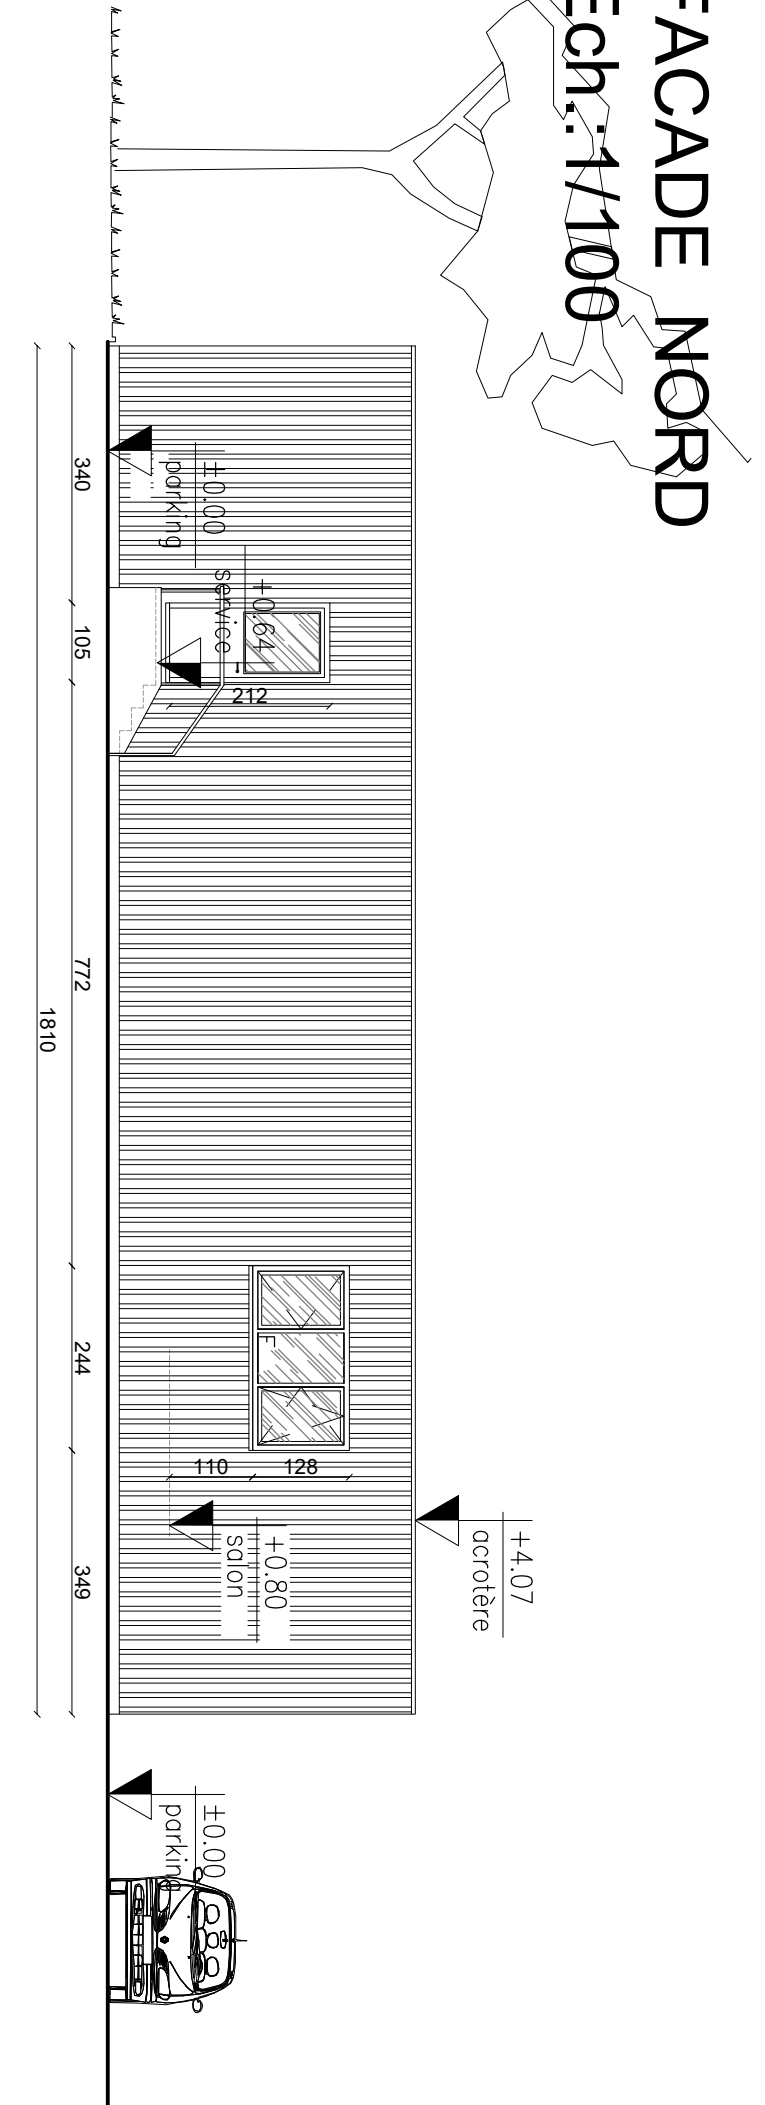 FACADE NORD
Ech.:1/100
+4.07
acrotère
±0.00
parking
+0.64
service
212
110
128
+0.80
salon
F
±0.00
parking
340
105
772
244
349
1810